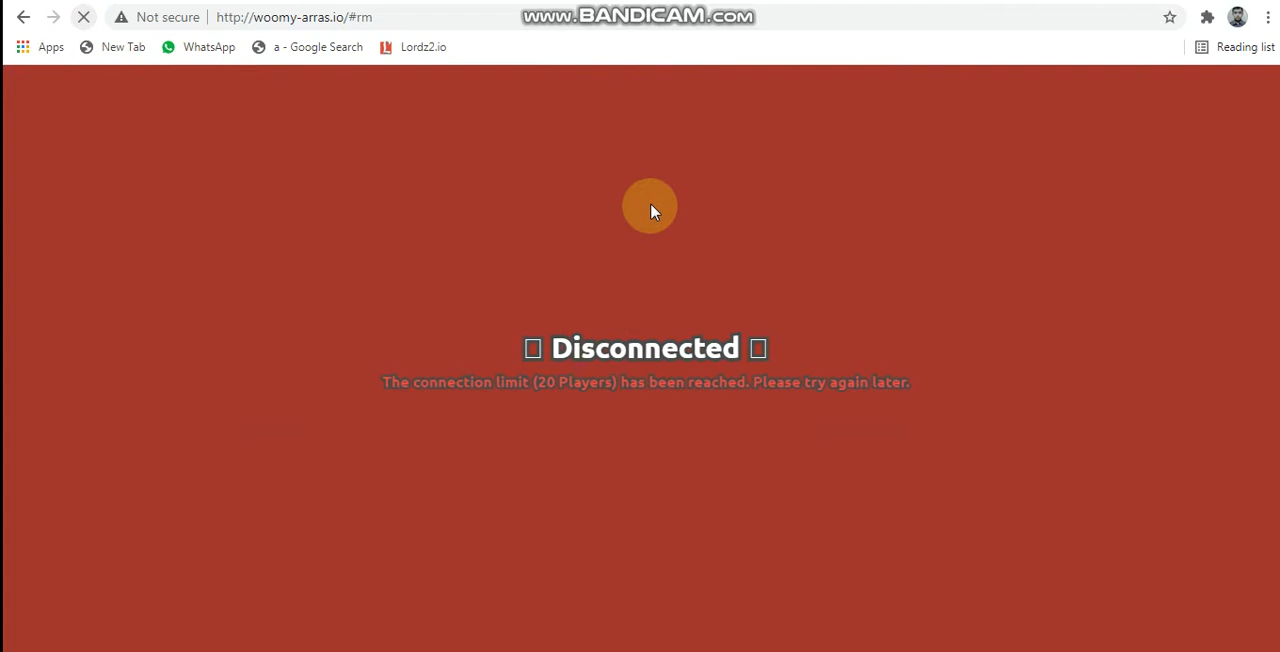 Not secure http://woomy-arras.io/#rm
www.BANDICAM.com
Apps New Tab WhatsApp a - Google Search Lordz2.io Reading list
Disconnected
The connection limit (20 Players) has been reached. Please try again later.